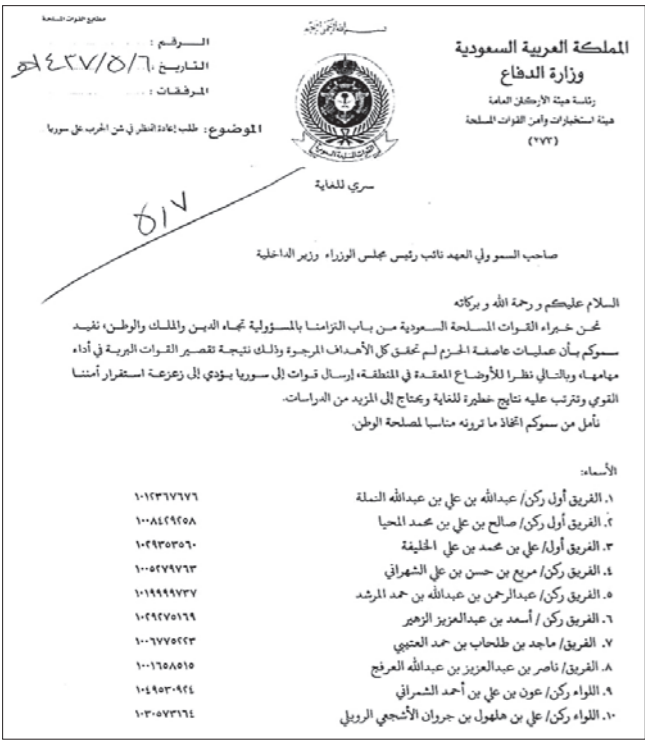 مطابع القوات المسلحة
بسم الله الرحمن الرحيم
المملكة العربية السعودية
وزارة الدفاع
رئاسة هيئة الأركان العامة
هيئة استخبارات وأمن القوات المسلحة
(٢٧٣)
الـــرقــم :
التـاريـخ : ١٤٣٧/٥/٦هـ
المرفقات :
الموضوع: طلب إعادة النظر في شن الحرب على سوريا
القوات المسلحة السعودية
سري للغاية
٥١٧
صاحب السمو ولي العهد نائب رئيس مجلس الوزراء وزير الداخلية
السلام عليكم و رحمة الله و بركاته
نحن خبراء القوات المسلحة السعودية من باب التزامنا بالمسؤولية تجاه الدين والملك والوطن، نفيد
سموكم بأن عمليات عاصفة الحزم لم تحقق كل الأهداف المرجوة وذلك نتيجة تقصير القوات البرية في أداء
مهامها، وبالتالي نظرا للأوضاع المعقدة في المنطقة، إرسال قوات إلى سوريا يؤدي إلى زعزعة استقرار أمننا
القومي وتترتب عليه نتايج خطيرة للغاية ويحتاج إلى المزيد من الدراسات.
نأمل من سموكم اتخاذ ما ترونه مناسبا لمصلحة الوطن.
الأسماء:
١. الفريق أول ركن/ عبدالله بن علي بن عبدالله النملة ١٠١٢٣٦٧٦٧٦
٢. الفريق أول ركن/ صالح بن علي بن محمد المحيا ١٠٠٨٤٢٩٢٥٨
٣. الفريق أول/ علي بن محمد بن علي الخليفة ١٠٢٩٣٥٣٥٦٠
٤. الفريق ركن/ مريع بن حسن بن علي الشهراني ١٠٠٥٢٧٩٧٦٣
٥. الفريق ركن/ عبدالرحمن بن عبدالله بن حمد المرشد ١٠١٩٩٩٩٧٣٧
٦. الفريق ركن / أسعد بن عبدالعزيز الزهير ١٠٢٩٢٧٥١٦٩
٧. الفريق/ ماجد بن طلحاب بن حمد العتيبي ١٠٠٦٧٧٥٢٢٣
٨. الفريق/ ناصر بن عبدالعزيز بن عبدالله العرفج ١٠٠١٦٥٨٥١٥
٩. اللواء ركن/ عون بن علي بن أحمد الشمراني ١٠٤٩٥٣٠٩٢٤
١٠. اللواء ركن/ علي بن هلهول بن جروان الأشجعي الرويلي ١٠٣٠٥٧٣١٦٤